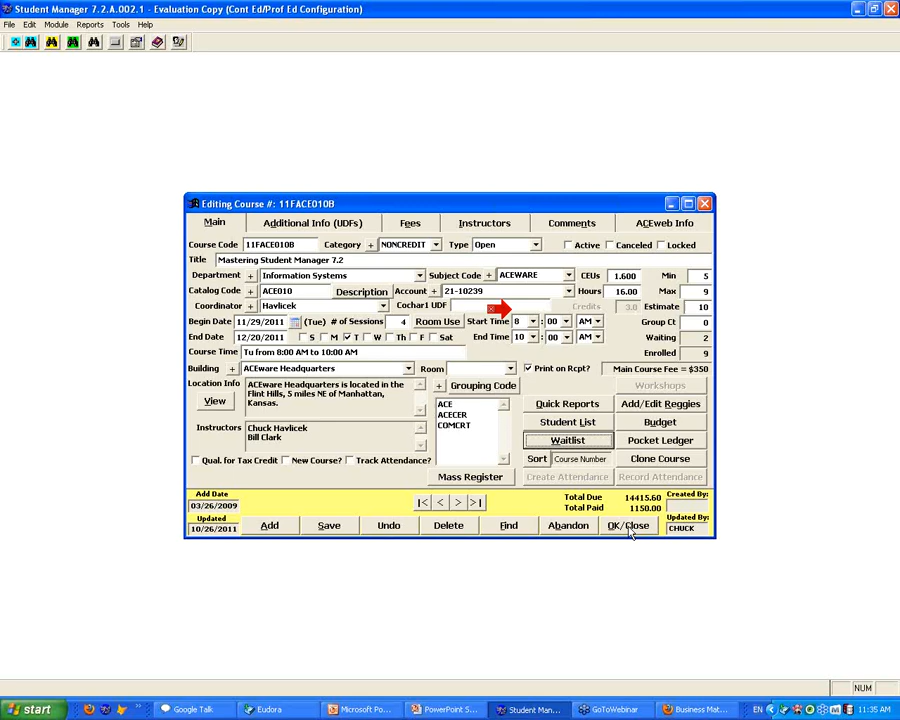 Student Manager 7.2.A.002.1 - Evaluation Copy (Cont Ed/Prof Ed Configuration)
File Edit Module Reports Tools Help
Editing Course #: 11FACE010B
Main Additional Info (UDFs) Fees Instructors Comments ACEweb Info
Course Code 11FACE010B Category + NONCREDIT Type Open Active Canceled Locked
Title Mastering Student Manager 7.2
Department + Information Systems Subject Code + ACEWARE CEUs 1.600 Min 5
Catalog Code + ACE010 Description Account + 21-10239 Hours 16.00 Max 9
Coordinator + Havlicek Cochar1 UDF Credits 3.0 Estimate 10
Begin Date 11/29/2011 (Tue) # of Sessions 4 Room Use Start Time 8 : 00 AM Group Ct 0
End Date 12/20/2011 S M T W Th F Sat End Time 10 : 00 AM Waiting 2
Course Time Tu from 8:00 AM to 10:00 AM Enrolled 9
Building + ACEware Headquarters Room Print on Rcpt? Main Course Fee = $350
Location Info ACEware Headquarters is located in the + Grouping Code Workshops
Flint Hills, 5 miles NE of Manhattan,
View Kansas. ACE Quick Reports Add/Edit Reggies
ACECER Student List Budget
Instructors Chuck Havlicek COMCRT
Bill Clark Waitlist Pocket Ledger
Qual. for Tax Credit New Course? Track Attendance? Sort Course Number Clone Course
Mass Register Create Attendance Record Attendance
Add Date |< < > >| Total Due 14415.60 Created By:
03/26/2009 Total Paid 1150.00
Updated Updated By:
10/26/2011 Add Save Undo Delete Find Abandon OK/Close CHUCK
NUM
start Google Talk Eudora Microsoft Po... PowerPoint S... Student Man... GoToWebinar Business Mat... EN 11:35 AM